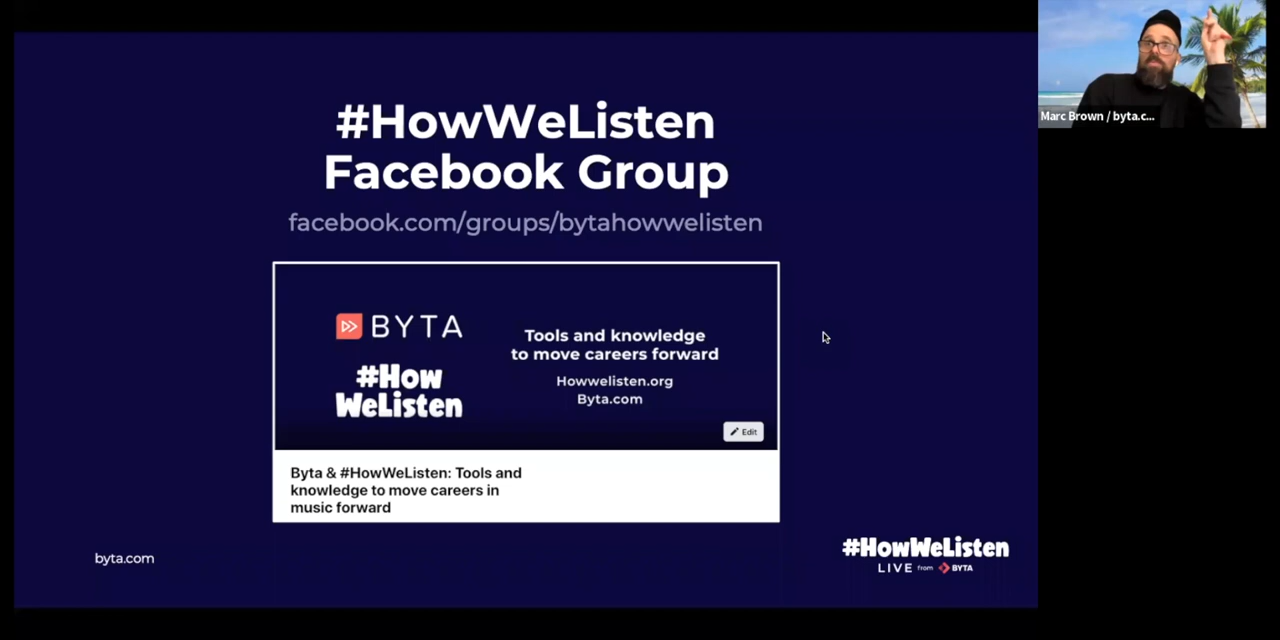 #HowWeListen
Facebook Group
facebook.com/groups/bytahowwelisten
BYTA
#How
WeListen
Tools and knowledge
to move careers forward
Howwelisten.org
Byta.com
Edit
Byta & #HowWeListen: Tools and
knowledge to move careers in
music forward
byta.com
#HowWeListen
LIVE from BYTA
Marc Brown / byta.c...